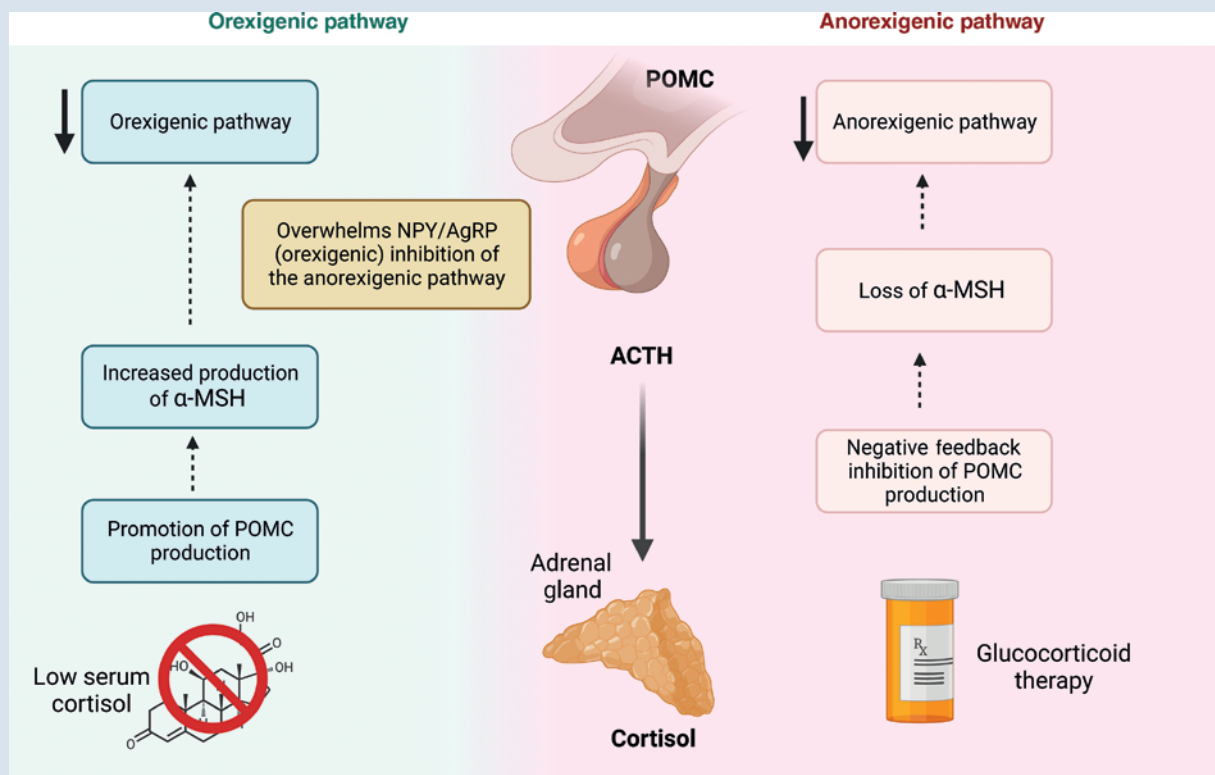 Orexigenic pathway
Anorexigenic pathway
Orexigenic pathway
Overwhelms NPY/AgRP
(orexigenic) inhibition of
the anorexigenic pathway
Increased production
of α-MSH
Promotion of POMC
production
Low serum
cortisol
OH
O
HO
OH
O
POMC
ACTH
Adrenal
gland
Cortisol
Anorexigenic pathway
Loss of α-MSH
Negative feedback
inhibition of POMC
production
Rx
Glucocorticoid
therapy